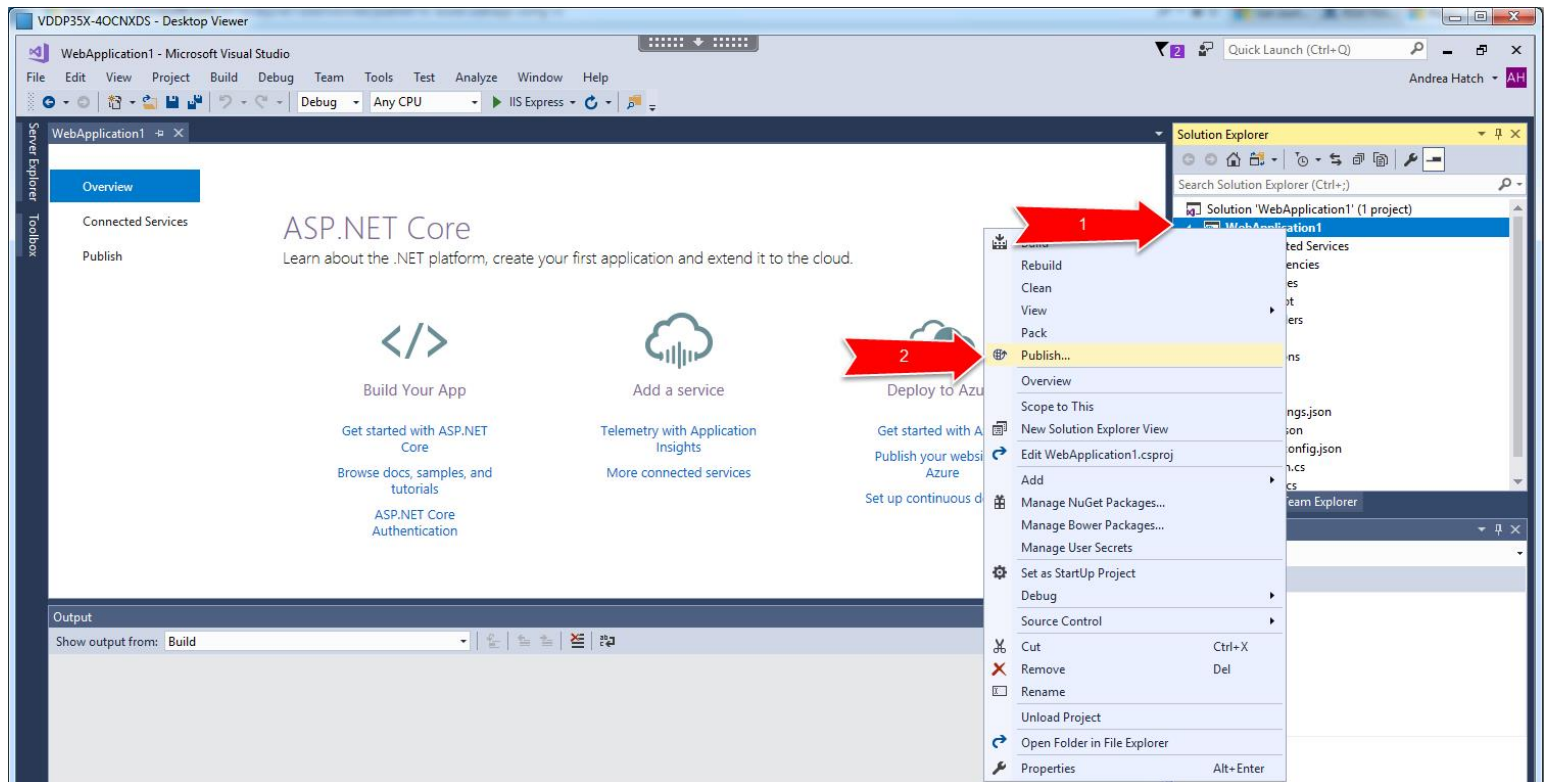 VDDP35X-4OCNXDS - Desktop Viewer
WebApplication1 - Microsoft Visual Studio
2
Quick Launch (Ctrl+Q)
File Edit View Project Build Debug Team Tools Test Analyze Window Help
Andrea Hatch AH
Debug Any CPU IIS Express
Server Explorer
Toolbox
WebApplication1
Overview
Connected Services
Publish
ASP.NET Core
Learn about the .NET platform, create your first application and extend it to the cloud.
Build Your App
Get started with ASP.NET
Core
Browse docs, samples, and
tutorials
ASP.NET Core
Authentication
Add a service
Telemetry with Application
Insights
More connected services
Deploy to Azu
Get started with A
Publish your websi
Azure
Set up continuous d
Output
Show output from: Build
Solution Explorer
Search Solution Explorer (Ctrl+;)
Solution 'WebApplication1' (1 project)
WebApplication1
ted Services
encies
es
pt
lers
ns
ngs.json
son
config.json
n.cs
cs
Team Explorer
1
2
Build
Rebuild
Clean
View
Pack
Publish...
Overview
Scope to This
New Solution Explorer View
Edit WebApplication1.csproj
Add
Manage NuGet Packages...
Manage Bower Packages...
Manage User Secrets
Set as StartUp Project
Debug
Source Control
Cut Ctrl+X
Remove Del
Rename
Unload Project
Open Folder in File Explorer
Properties Alt+Enter